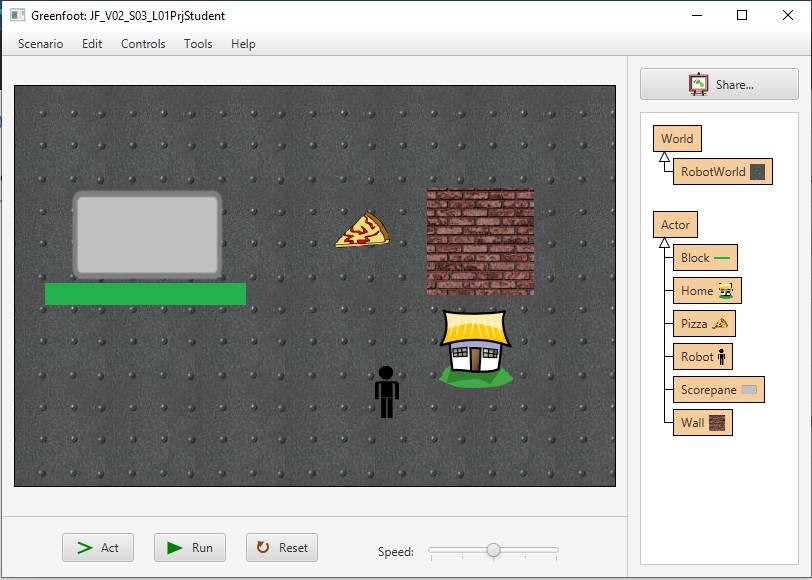 Greenfoot: JF_V02_S03_L01PrjStudent
Scenario Edit Controls Tools Help
Share...
World
RobotWorld
Actor
Block
Home
Pizza
Robot
Scorepane
Wall
Act Run Reset Speed: